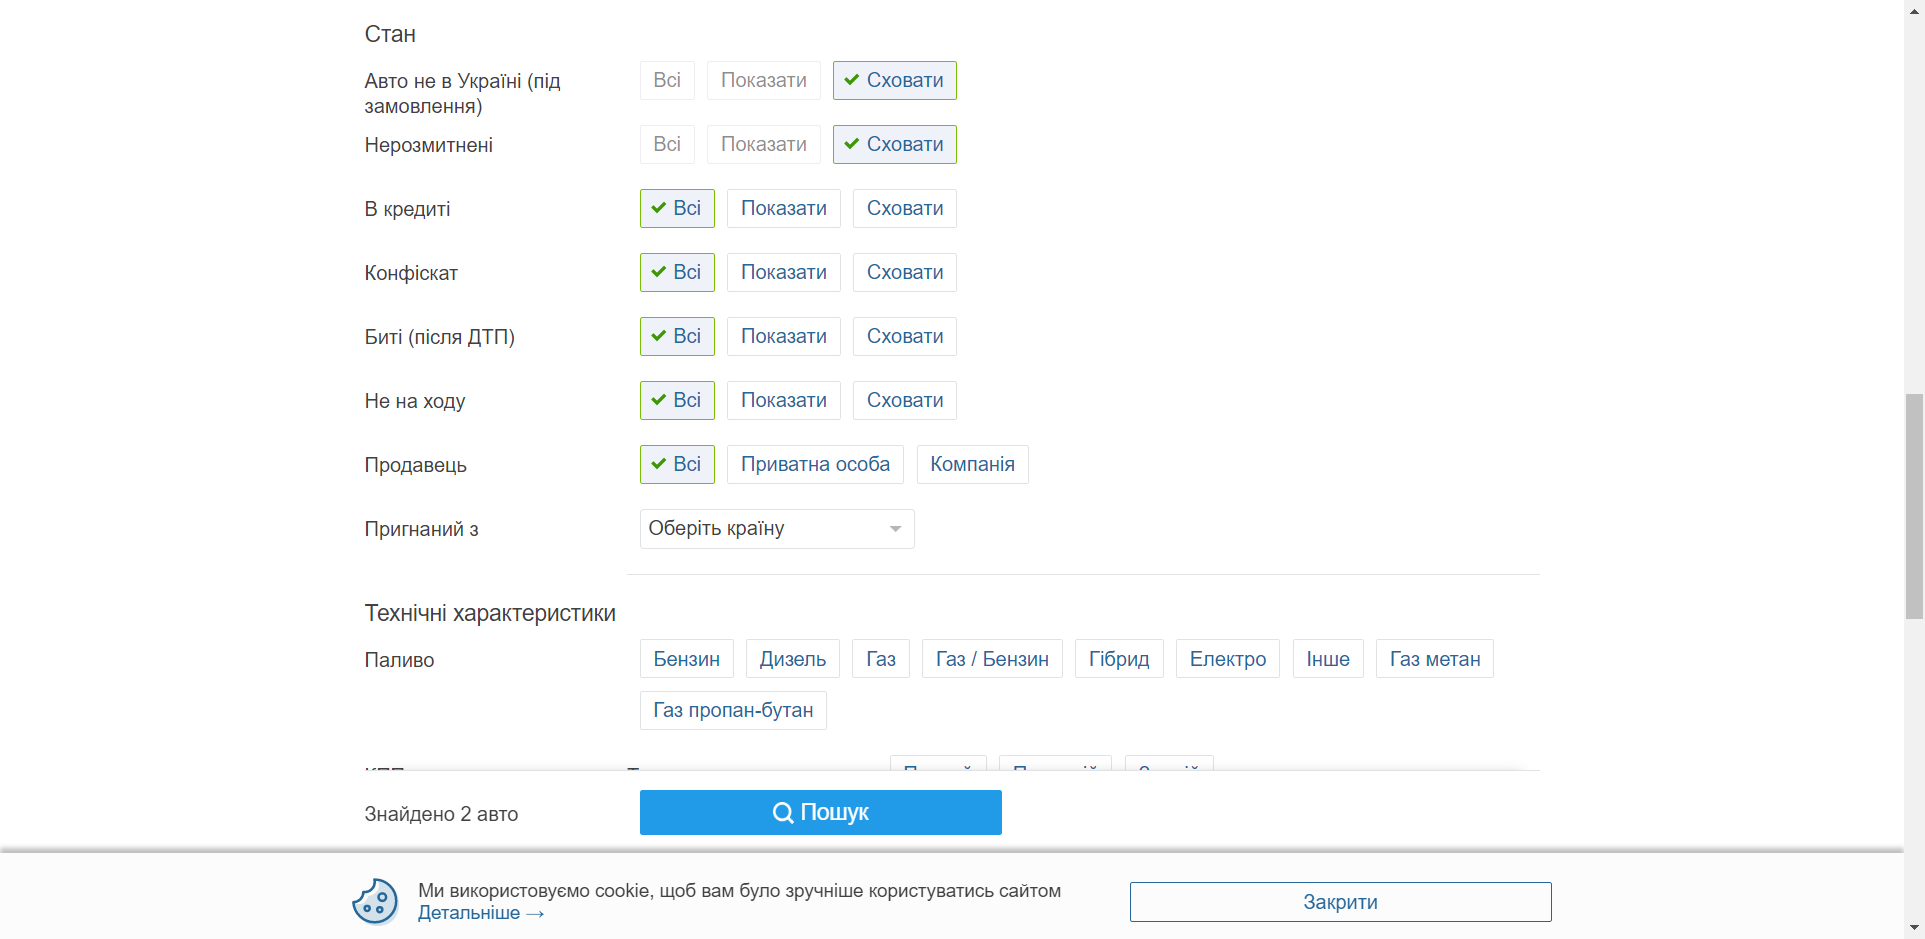 Стан
Авто не в Україні (під
замовлення)
Всі Показати Сховати
Нерозмитнені Всі Показати Сховати
В кредиті Всі Показати Сховати
Конфіскат Всі Показати Сховати
Биті (після ДТП) Всі Показати Сховати
Не на ходу Всі Показати Сховати
Продавець Всі Приватна особа Компанія
Пригнаний з Оберіть країну
Технічні характеристики
Паливо Бензин Дизель Газ Газ / Бензин Гібрид Електро Інше Газ метан
Газ пропан-бутан
Знайдено 2 авто Пошук
Ми використовуємо cookie, щоб вам було зручніше користуватись сайтом
Детальніше →
Закрити